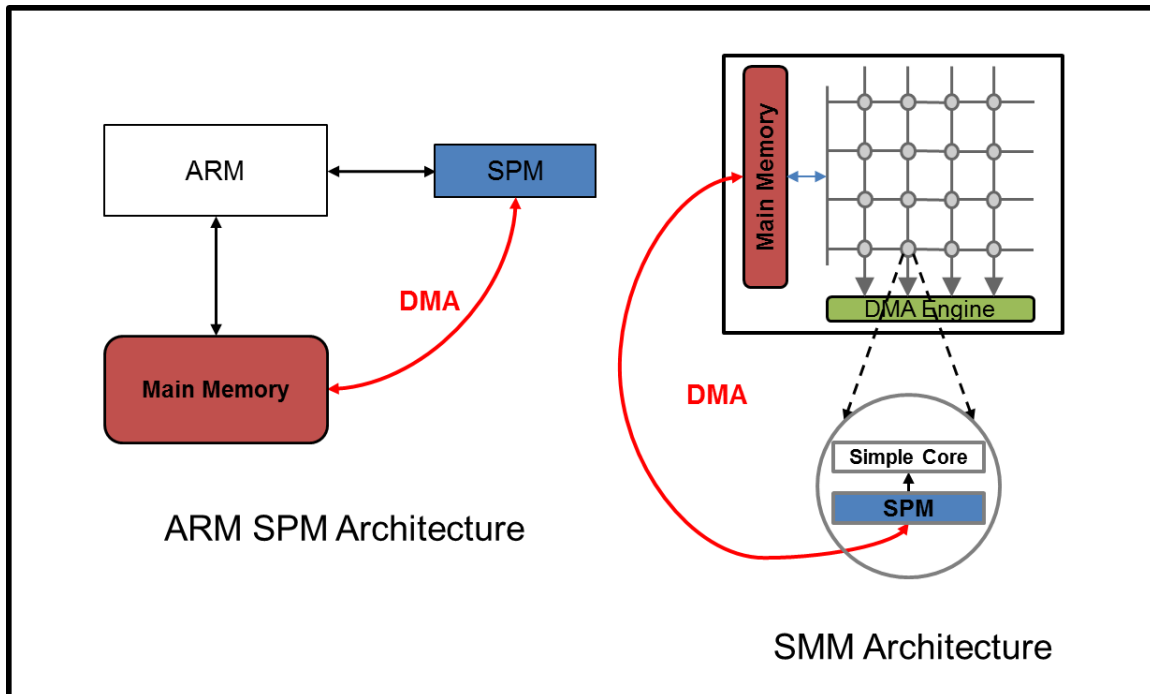 ARM
SPM
DMA
Main Memory
ARM SPM Architecture
Main Memory
DMA Engine
DMA
Simple Core
SPM
SMM Architecture